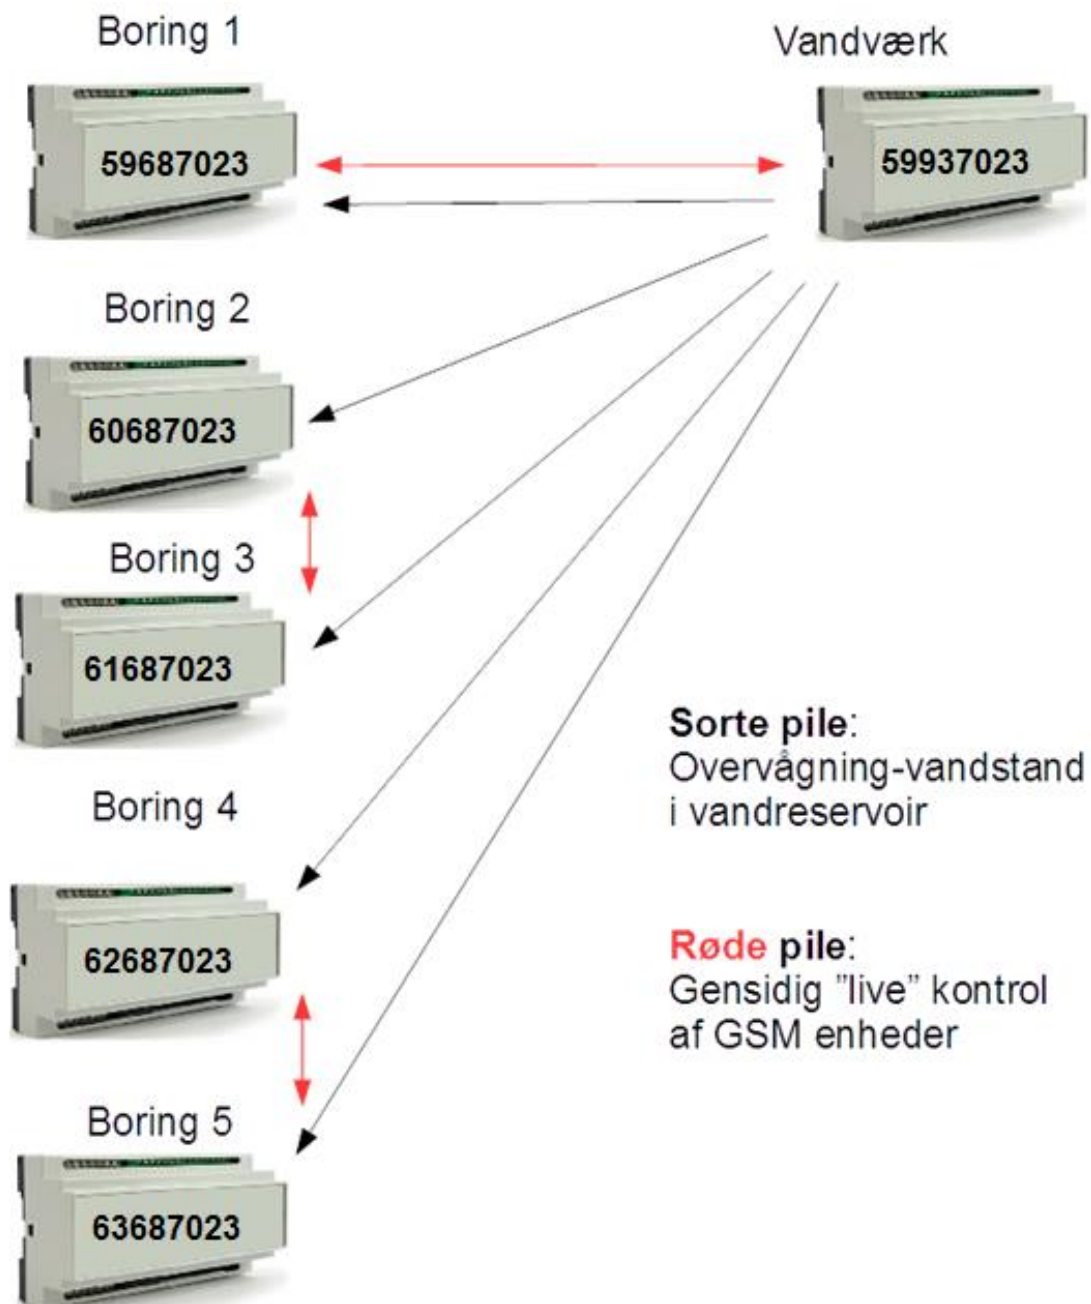 Boring 1
Vandværk
59687023
59937023
Boring 2
60687023
Boring 3
61687023
Sorte pile:
Overvågning-vandstand
i vandreservoir
Boring 4
62687023
Røde pile:
Gensidig ”live” kontrol
af GSM enheder
Boring 5
63687023